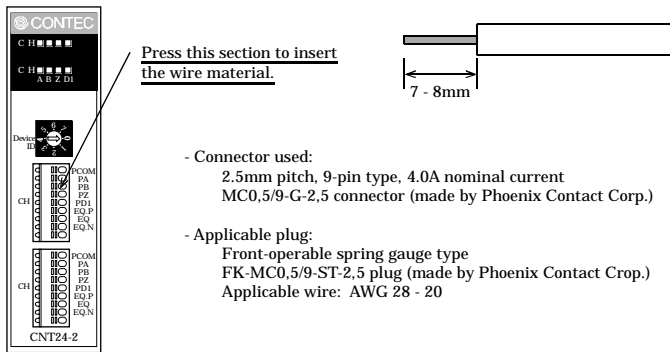 CONTEC
C H
C H
A B Z D1
Device
ID
PCOM
PA
PB
PZ
PD1
EQ.P
EQ
EQ.N
CH
PCOM
PA
PB
PZ
PD1
EQ.P
EQ
EQ.N
CH
CNT24-2
Press this section to insert
the wire material.
7 - 8mm
- Connector used:
2.5mm pitch, 9-pin type, 4.0A nominal current
MC0,5/9-G-2,5 connector (made by Phoenix Contact Corp.)
- Applicable plug:
Front-operable spring gauge type
FK-MC0,5/9-ST-2,5 plug (made by Phoenix Contact Crop.)
Applicable wire: AWG 28 - 20